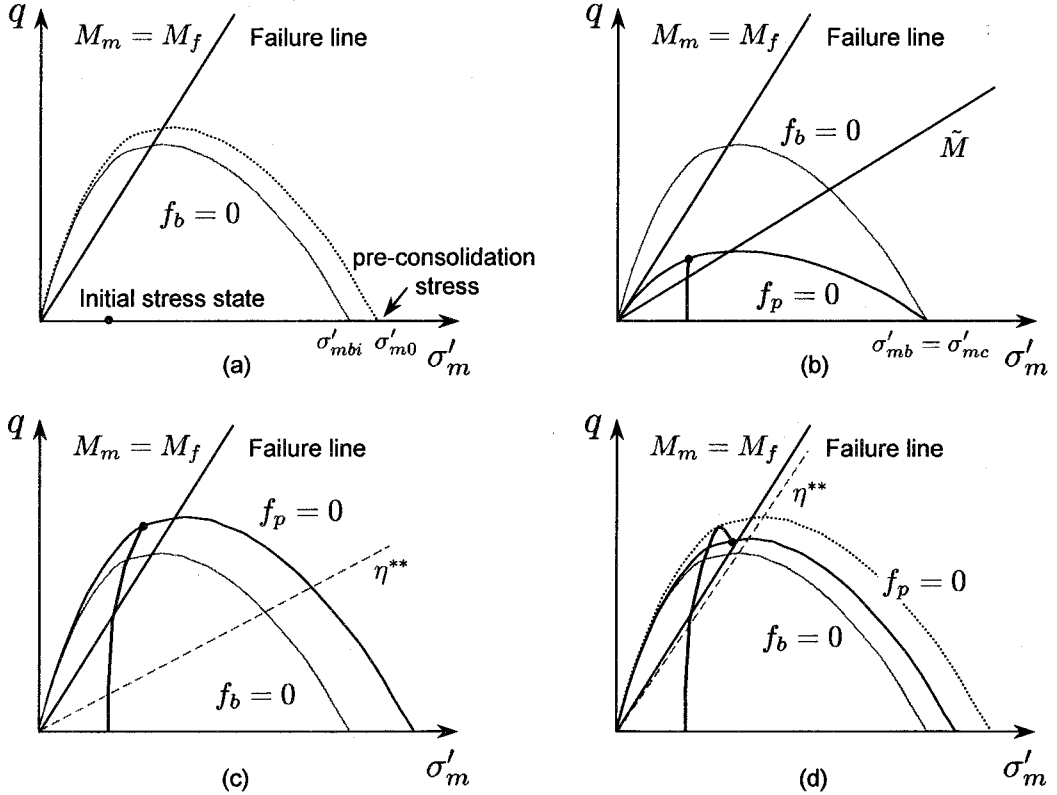 q
M_m = M_f
Failure line
f_b = 0
pre-consolidation
stress
Initial stress state
σ'_mbi σ'_m0
σ'_m
(a)
q
M_m = M_f
Failure line
f_b = 0
M̃
f_p = 0
σ'_mb = σ'_mc
σ'_m
(b)
q
M_m = M_f
Failure line
f_p = 0
η**
f_b = 0
σ'_m
(c)
q
M_m = M_f
Failure line
η**
f_p = 0
f_b = 0
σ'_m
(d)